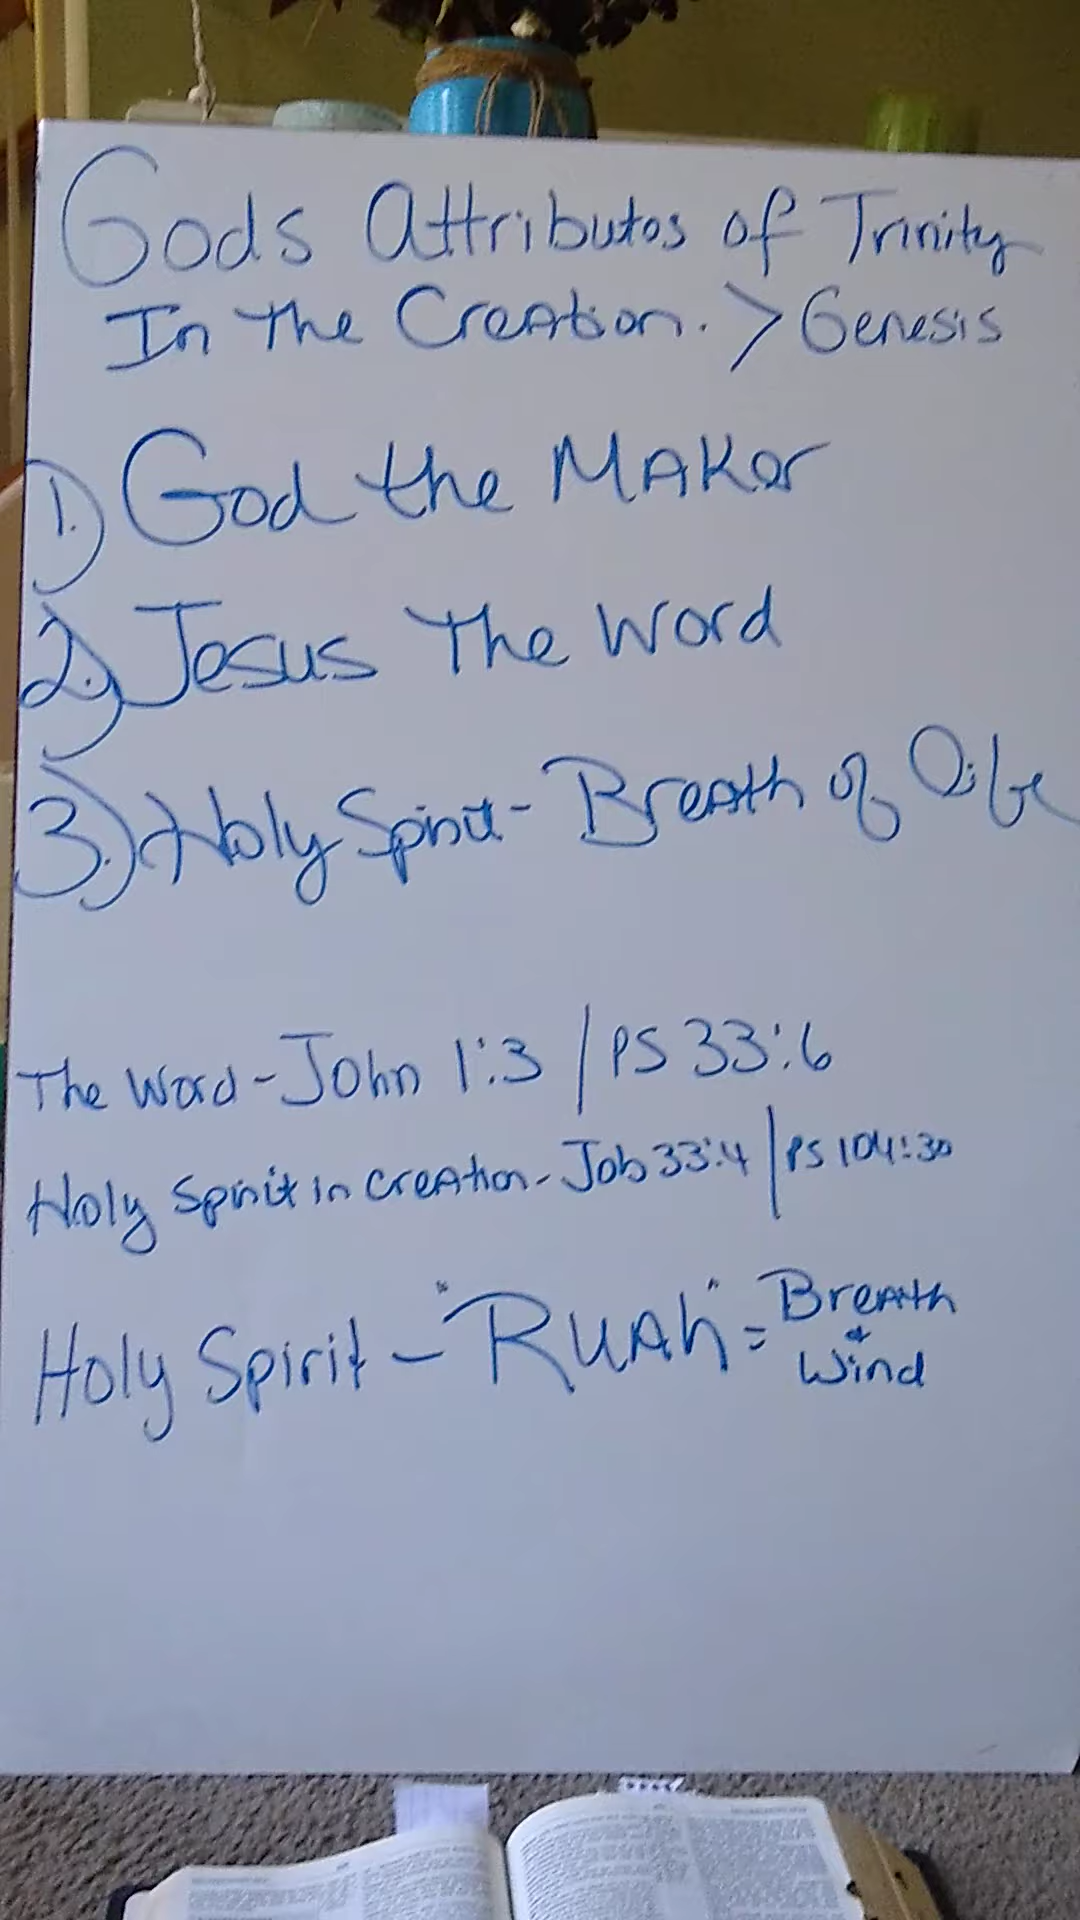 Gods Attributes of Trinity
In The Creation. > Genesis
1.) God the Maker
2.) Jesus The Word
3.) Holy Spirit - Breath of Life
The Word - John 1:3 / PS 33:6
Holy Spirit in Creation - Job 33:4 / PS 104:30
Holy Spirit - "Ruah" = Breath
+
Wind